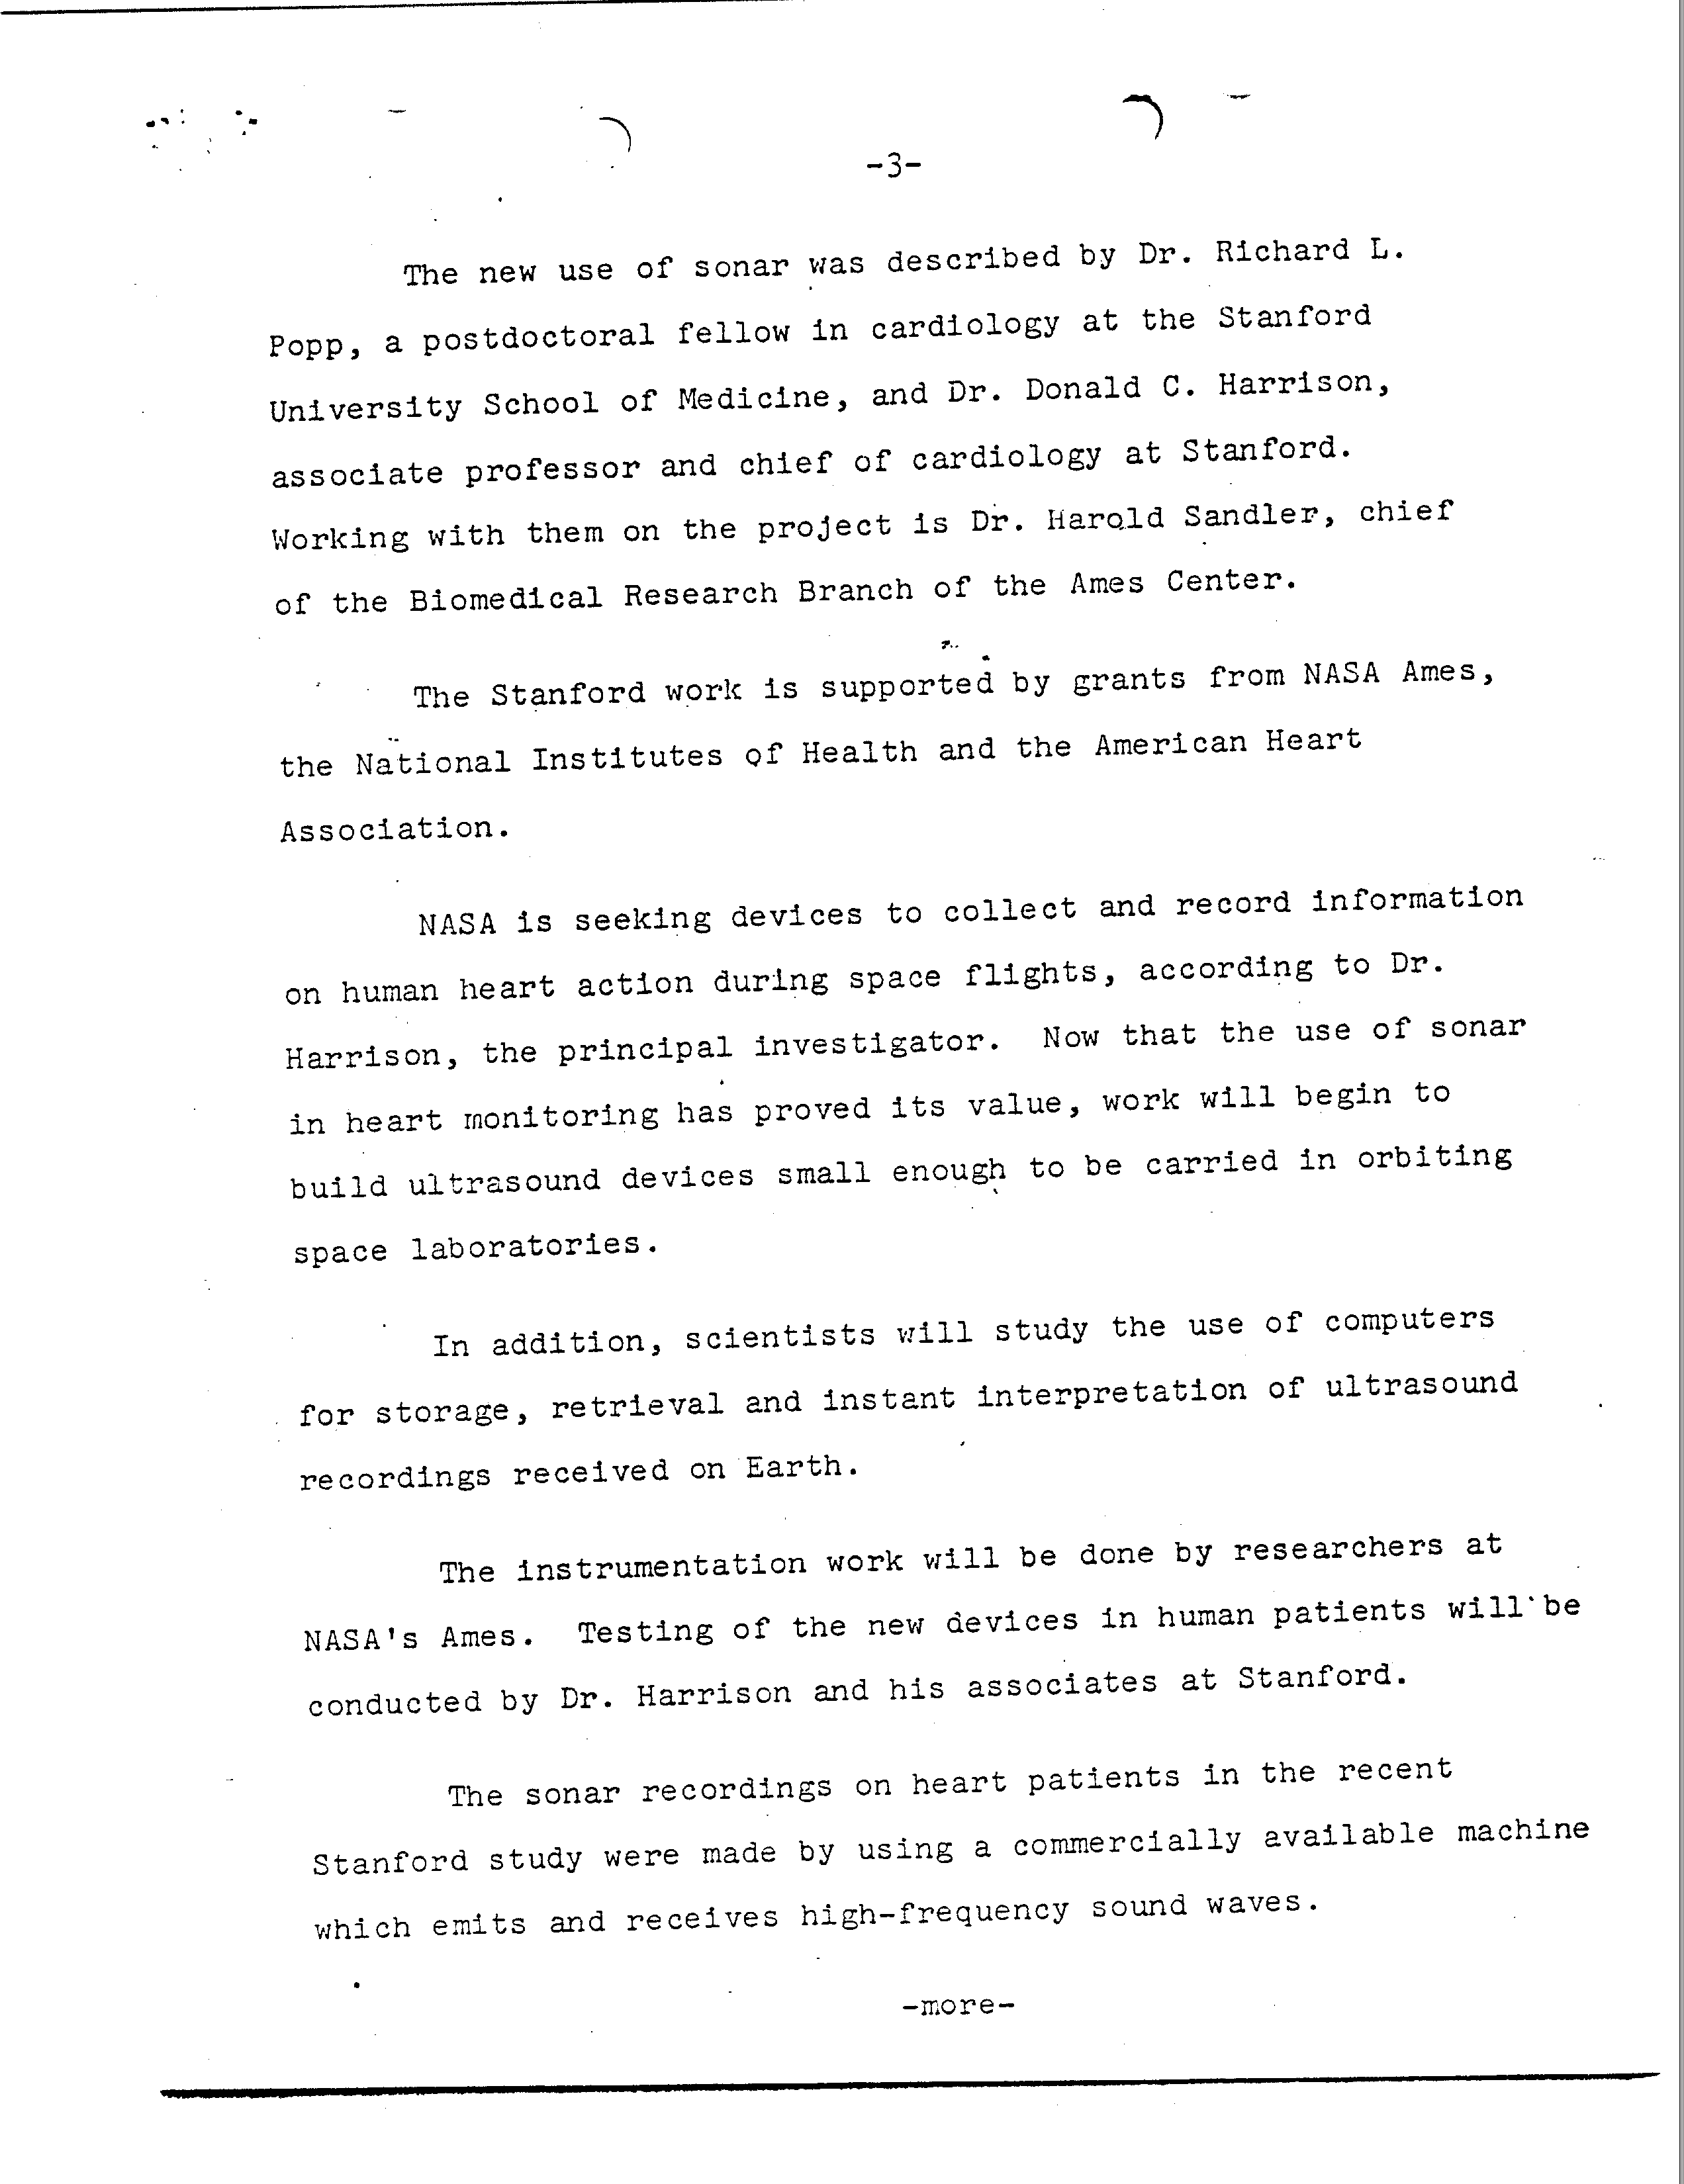 -3-
The new use of sonar was described by Dr. Richard L.
Popp, a postdoctoral fellow in cardiology at the Stanford
University School of Medicine, and Dr. Donald C. Harrison,
associate professor and chief of cardiology at Stanford.
Working with them on the project is Dr. Harold Sandler, chief
of the Biomedical Research Branch of the Ames Center.
The Stanford work is supported by grants from NASA Ames,
the National Institutes of Health and the American Heart
Association.
NASA is seeking devices to collect and record information
on human heart action during space flights, according to Dr.
Harrison, the principal investigator. Now that the use of sonar
in heart monitoring has proved its value, work will begin to
build ultrasound devices small enough to be carried in orbiting
space laboratories.
In addition, scientists will study the use of computers
for storage, retrieval and instant interpretation of ultrasound
recordings received on Earth.
The instrumentation work will be done by researchers at
NASA's Ames. Testing of the new devices in human patients will be
conducted by Dr. Harrison and his associates at Stanford.
The sonar recordings on heart patients in the recent
Stanford study were made by using a commercially available machine
which emits and receives high-frequency sound waves.
-more-